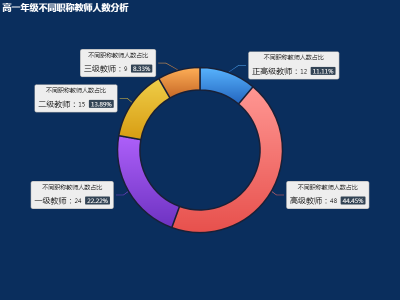 高一年级不同职称教师人数分析
不同职称教师人数占比
三级教师：9 8.33%
不同职称教师人数占比
正高级教师：12 11.11%
不同职称教师人数占比
二级教师：15 13.89%
不同职称教师人数占比
一级教师：24 22.22%
不同职称教师人数占比
高级教师：48 44.45%